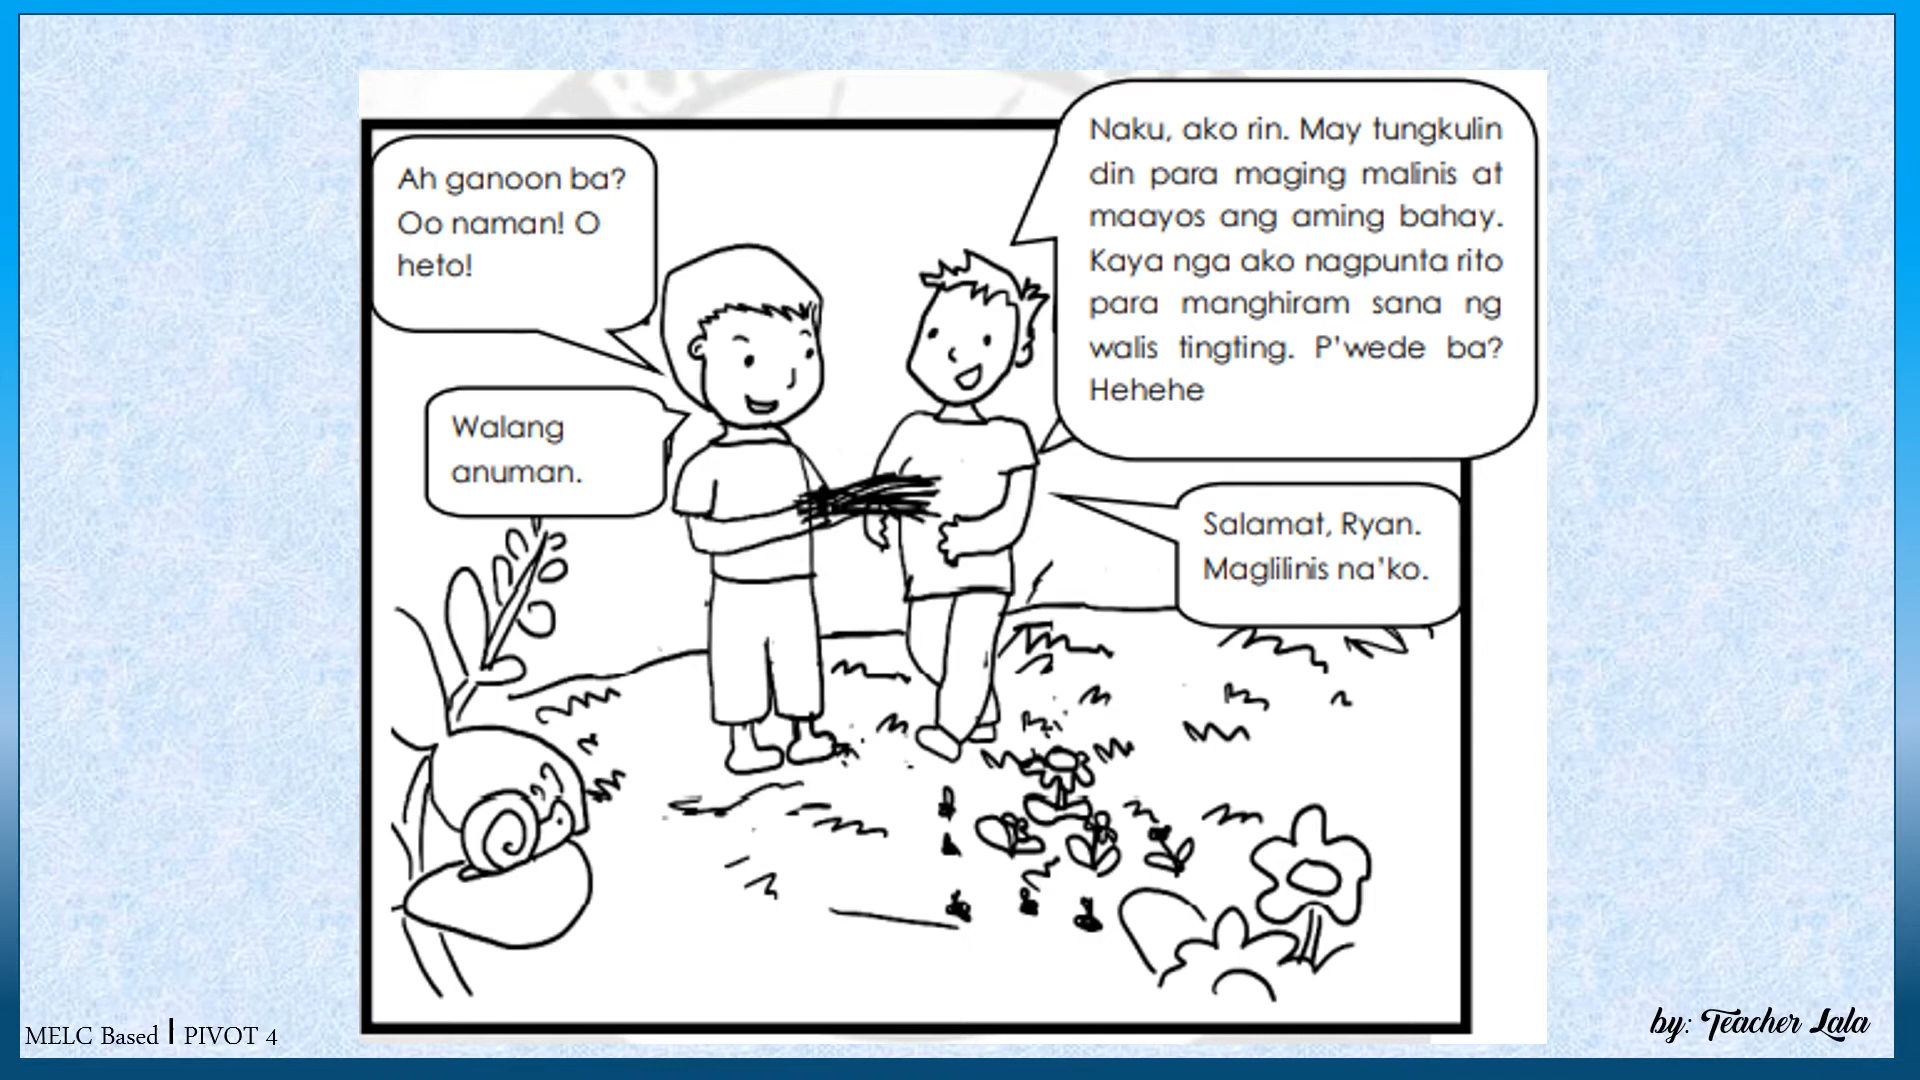 Naku, ako rin. May tungkulin
din para maging malinis at
maayos ang aming bahay.
Kaya nga ako nagpunta rito
para manghiram sana ng
walis tingting. P'wede ba?
Hehehe
Ah ganoon ba?
Oo naman! O
heto!
Salamat, Ryan.
Maglilinis na'ko.
Walang
anuman.
MELC Based | PIVOT 4
by: Teacher Lala